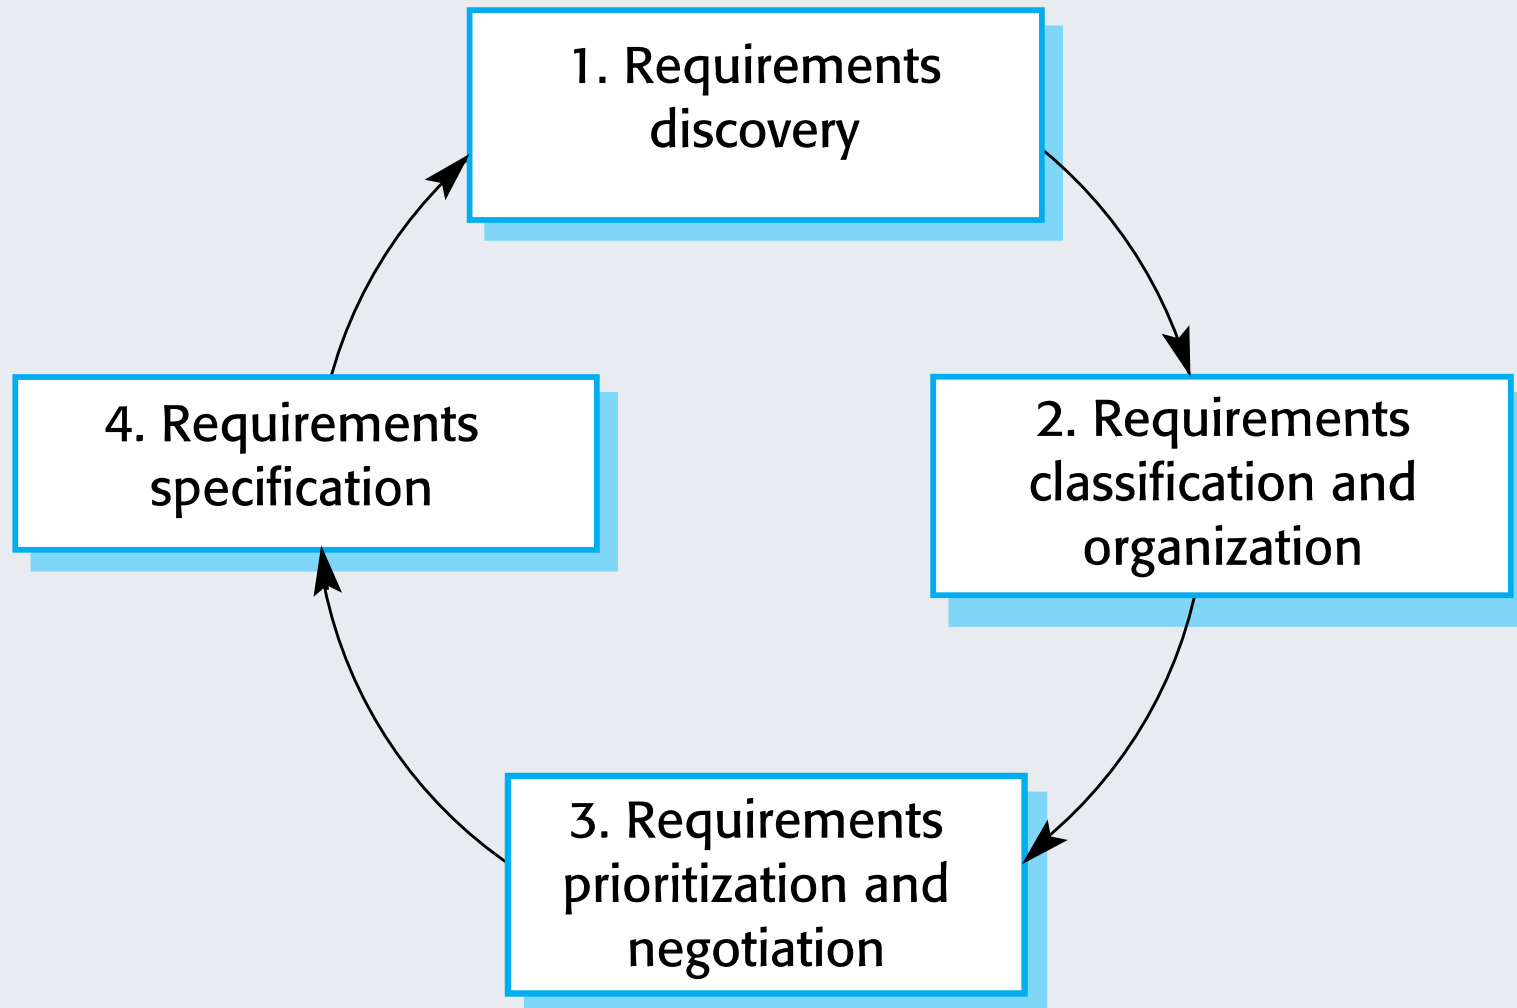 1. Requirements
discovery
2. Requirements
classification and
organization
3. Requirements
prioritization and
negotiation
4. Requirements
specification